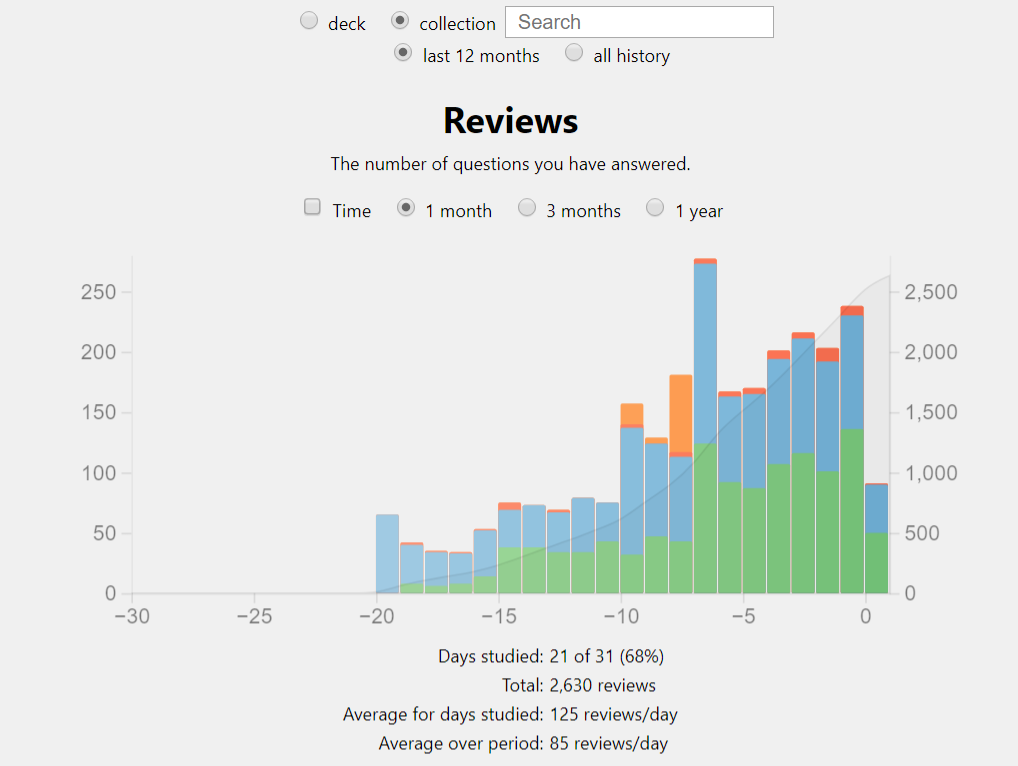 deck collection Search
last 12 months all history
Reviews
The number of questions you have answered.
Time 1 month 3 months 1 year
250 2,500
200 2,000
150 1,500
100 1,000
50 500
0 0
−30 −25 −20 −15 −10 −5 0
Days studied: 21 of 31 (68%)
Total: 2,630 reviews
Average for days studied: 125 reviews/day
Average over period: 85 reviews/day